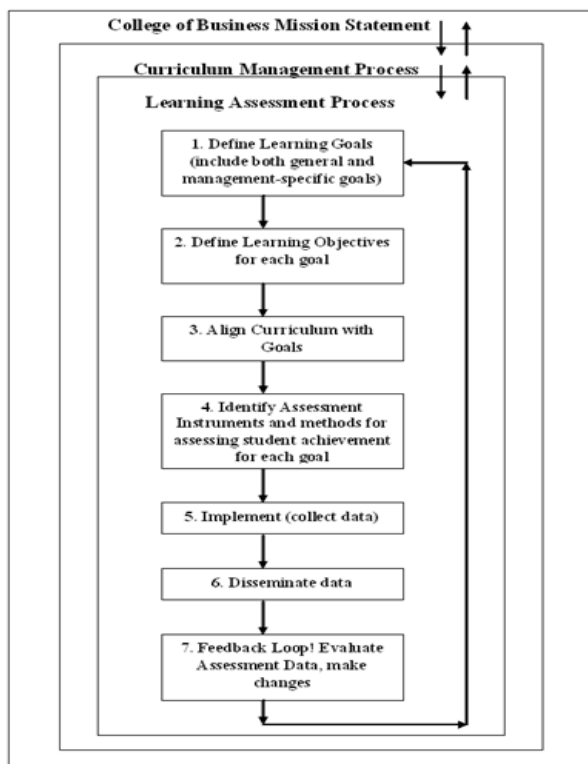 College of Business Mission Statement
Curriculum Management Process
Learning Assessment Process
1. Define Learning Goals
(include both general and
management-specific goals)
2. Define Learning Objectives
for each goal
3. Align Curriculum with
Goals
4. Identify Assessment
Instruments and methods for
assessing student achievement
for each goal
5. Implement (collect data)
6. Disseminate data
7. Feedback Loop! Evaluate
Assessment Data, make
changes